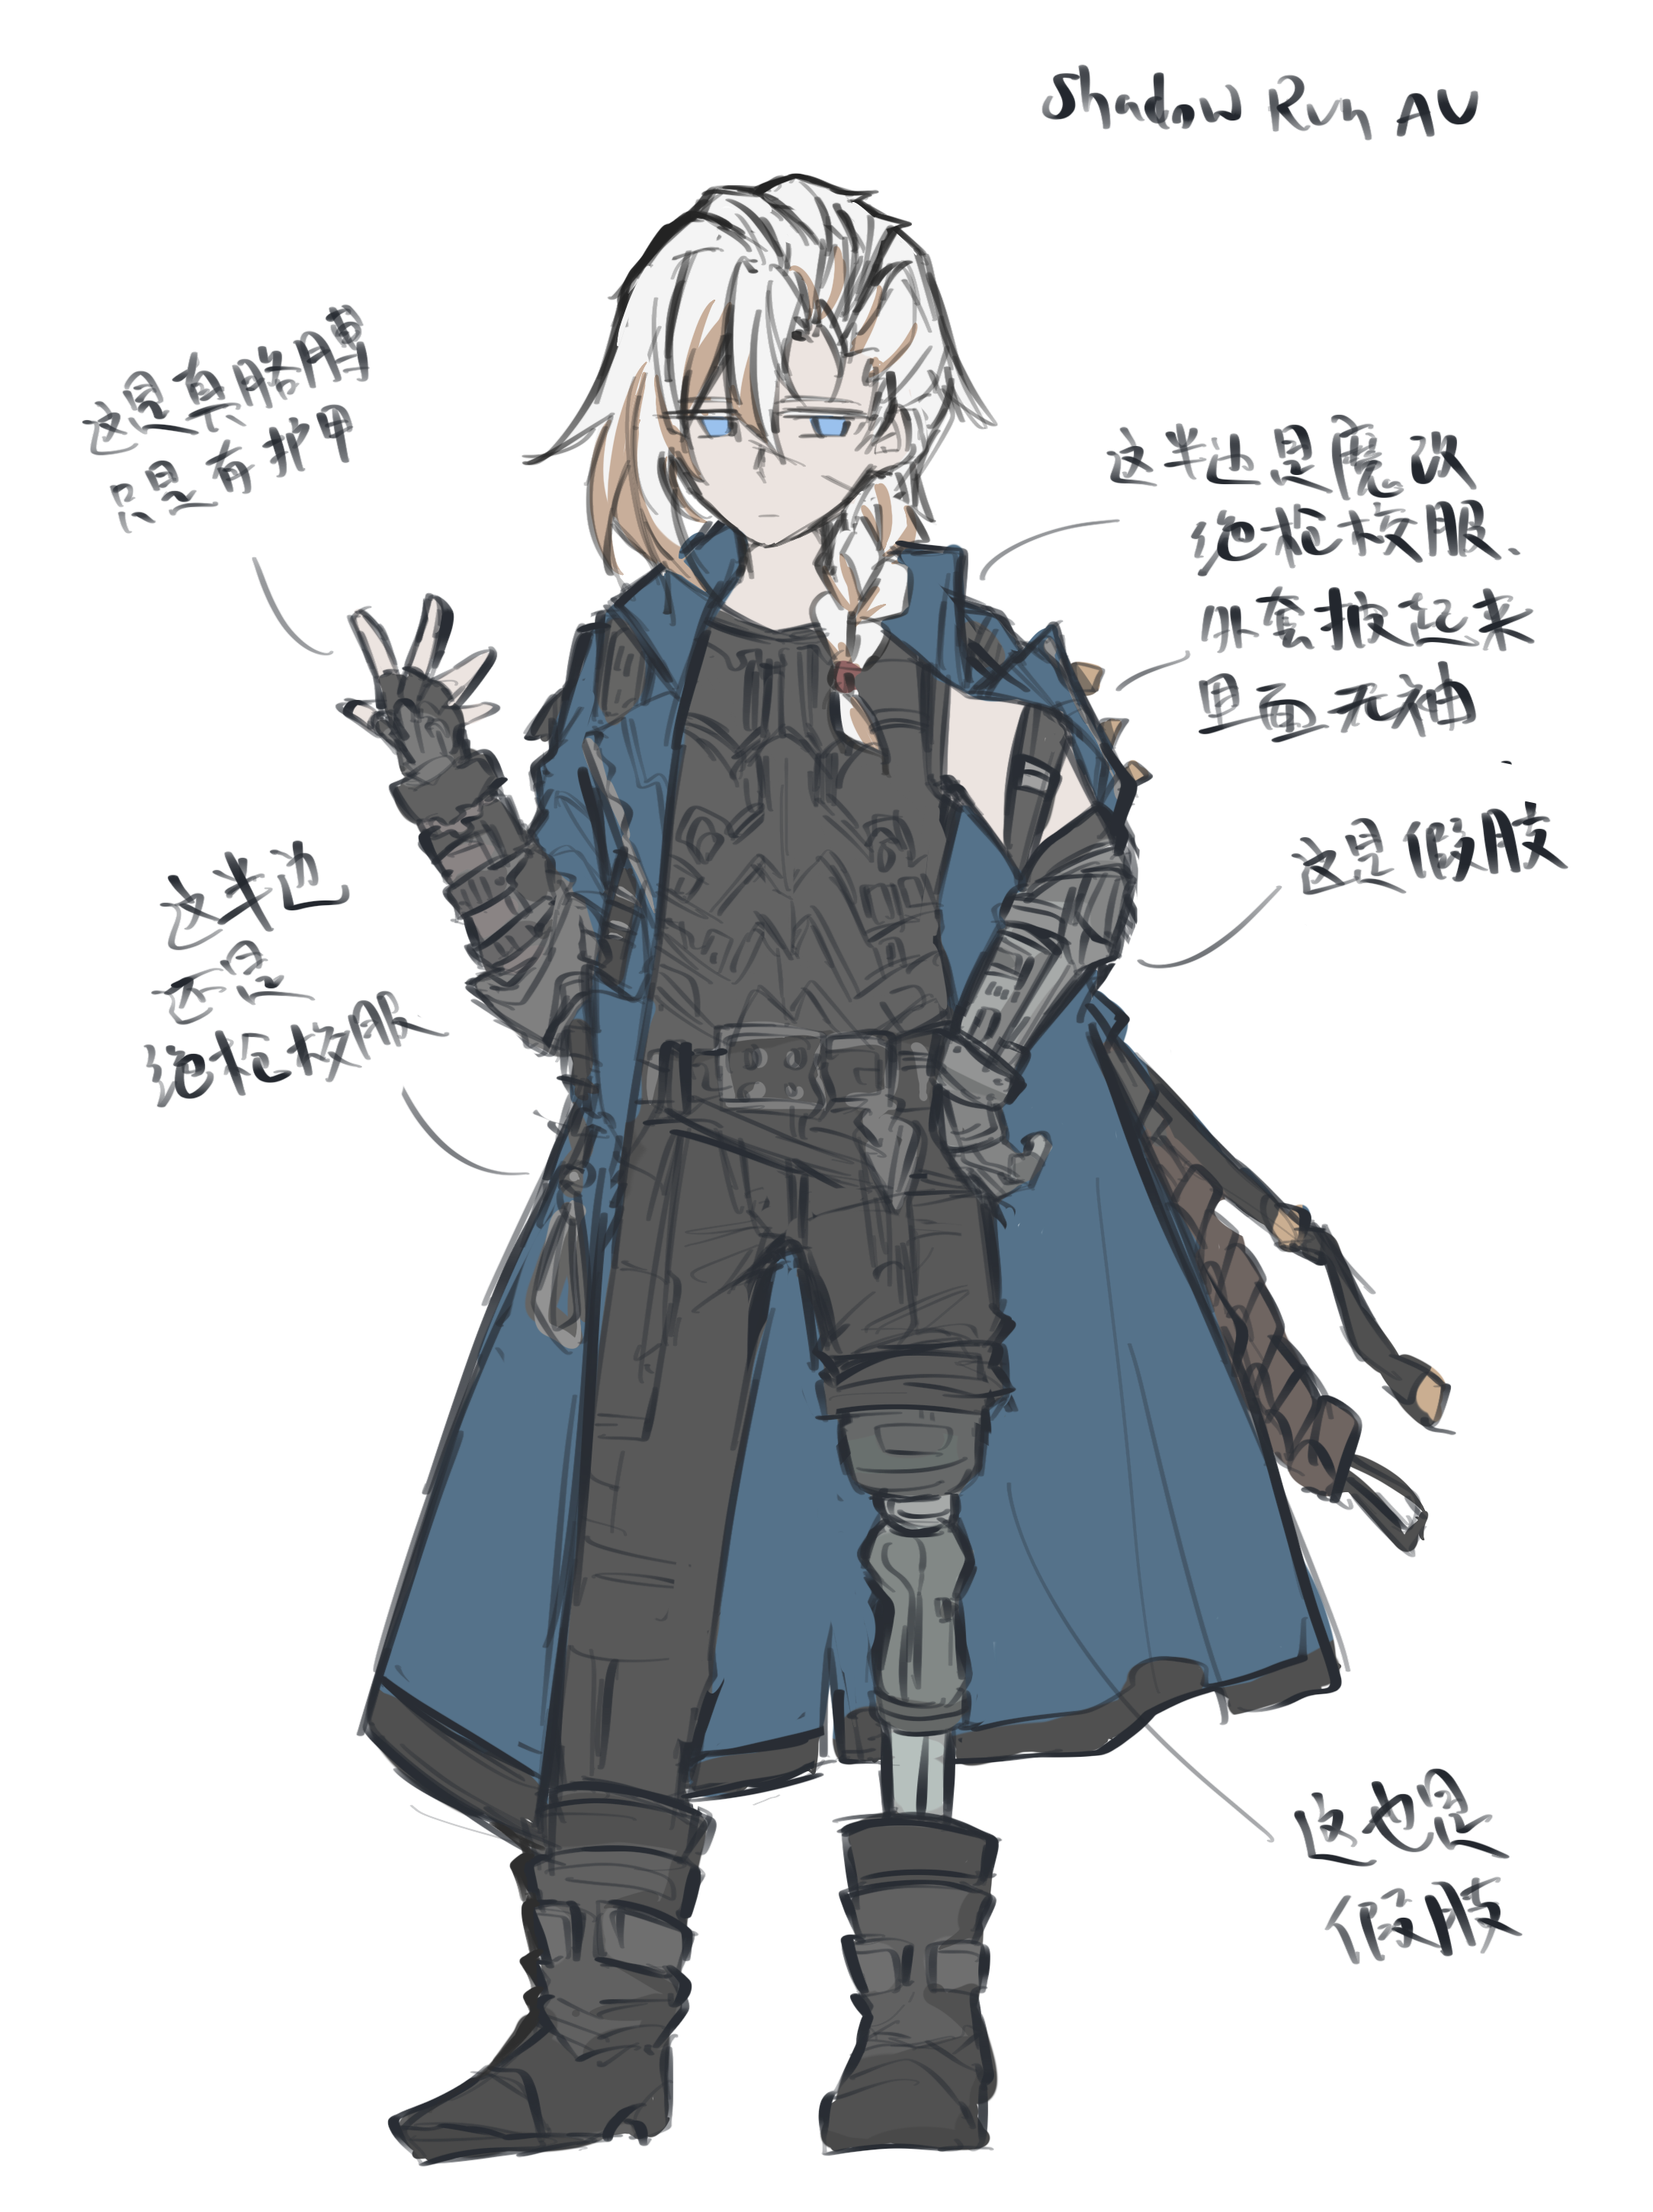 Shadow Run AU
这是真胳膊
只是有护甲
这半边是魔改
绝枪校服、
外套披起来
里面无袖
这是假肢
这半边
不是
绝枪校服
这也是
假肢